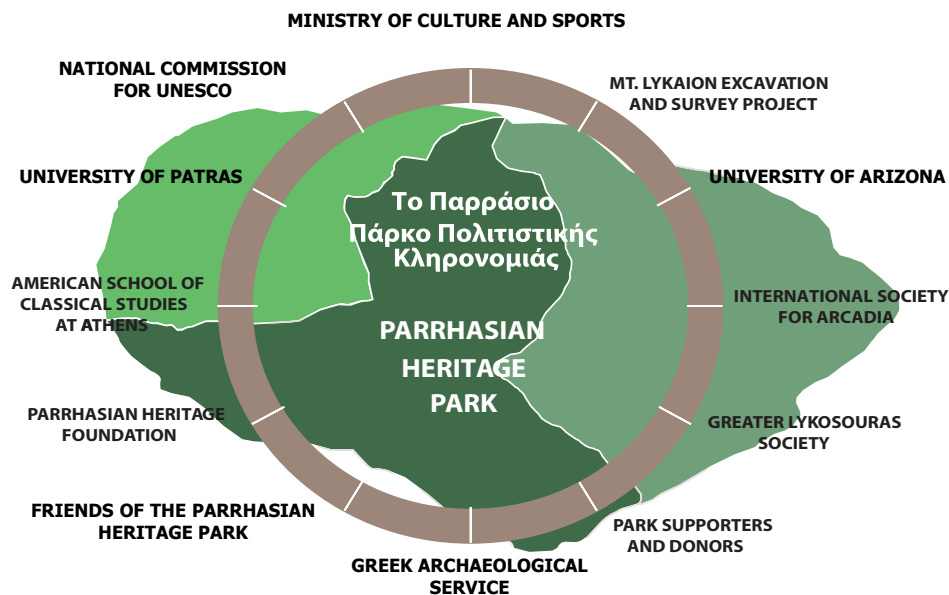 MINISTRY OF CULTURE AND SPORTS
NATIONAL COMMISSION
FOR UNESCO
MT. LYKAION EXCAVATION
AND SURVEY PROJECT
UNIVERSITY OF PATRAS
UNIVERSITY OF ARIZONA
Το Παρράσιο
Πάρκο Πολιτιστικής
Κληρονομιάς
AMERICAN SCHOOL OF
CLASSICAL STUDIES
AT ATHENS
INTERNATIONAL SOCIETY
FOR ARCADIA
PARRHASIAN
HERITAGE
PARK
PARRHASIAN HERITAGE
FOUNDATION
GREATER LYKOSOURAS
SOCIETY
FRIENDS OF THE PARRHASIAN
HERITAGE PARK
PARK SUPPORTERS
AND DONORS
GREEK ARCHAEOLOGICAL
SERVICE